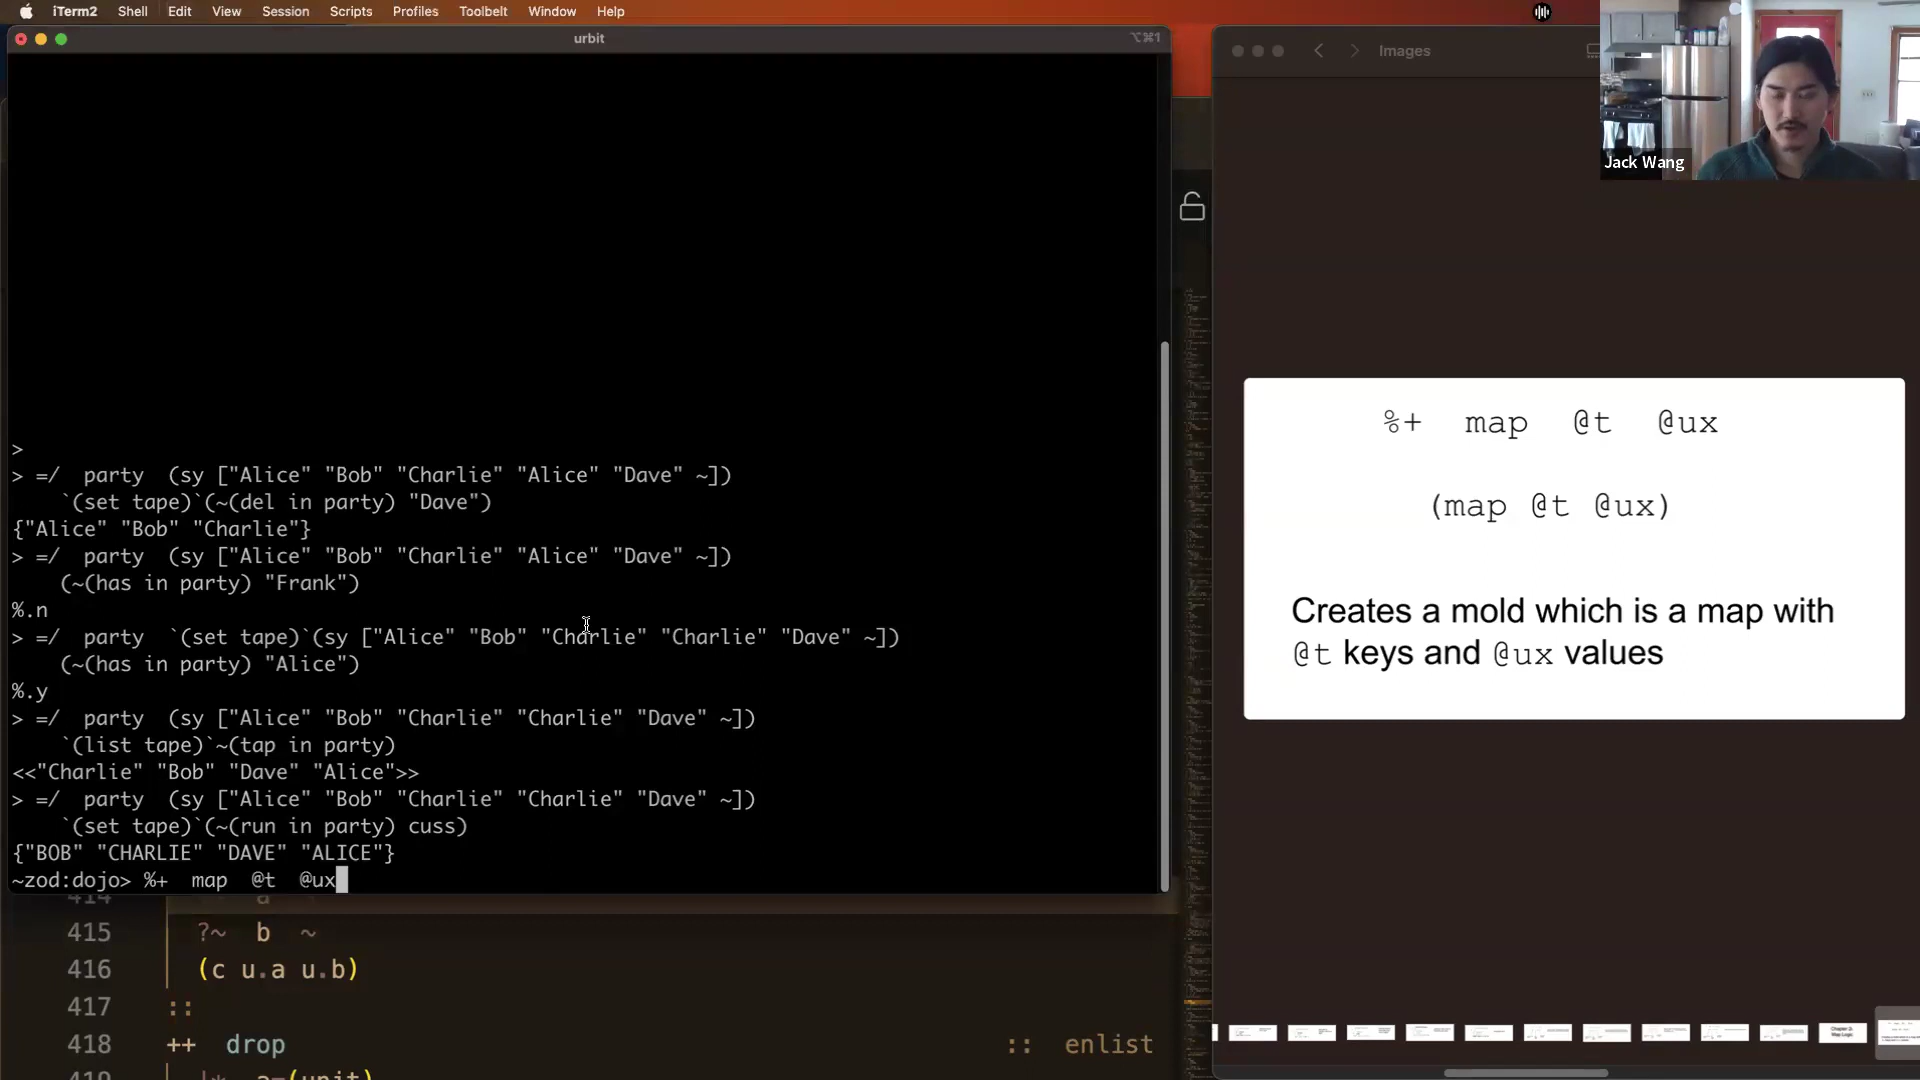 iTerm2 Shell Edit View Session Scripts Profiles Toolbelt Window Help
urbit
⌥⌘1
Images
Jack Wang
>
> =/  party  (sy ["Alice" "Bob" "Charlie" "Alice" "Dave" ~])
`(set tape)`(~(del in party) "Dave")
{"Alice" "Bob" "Charlie"}
> =/  party  (sy ["Alice" "Bob" "Charlie" "Alice" "Dave" ~])
(~(has in party) "Frank")
%.n
> =/  party  `(set tape)`(sy ["Alice" "Bob" "Charlie" "Charlie" "Dave" ~])
(~(has in party) "Alice")
%.y
> =/  party  (sy ["Alice" "Bob" "Charlie" "Charlie" "Dave" ~])
`(list tape)`~(tap in party)
<<"Charlie" "Bob" "Dave" "Alice">>
> =/  party  (sy ["Alice" "Bob" "Charlie" "Charlie" "Dave" ~])
`(set tape)`(~(run in party) cuss)
{"BOB" "CHARLIE" "DAVE" "ALICE"}
~zod:dojo> %+  map  @t  @ux
414 a
415 ?~  b  ~
416 (c u.a u.b)
417 ::
418 ++  drop :: enlist
419 |*  a=(unit)
%+  map  @t  @ux
(map @t @ux)
Creates a mold which is a map with
@t keys and @ux values